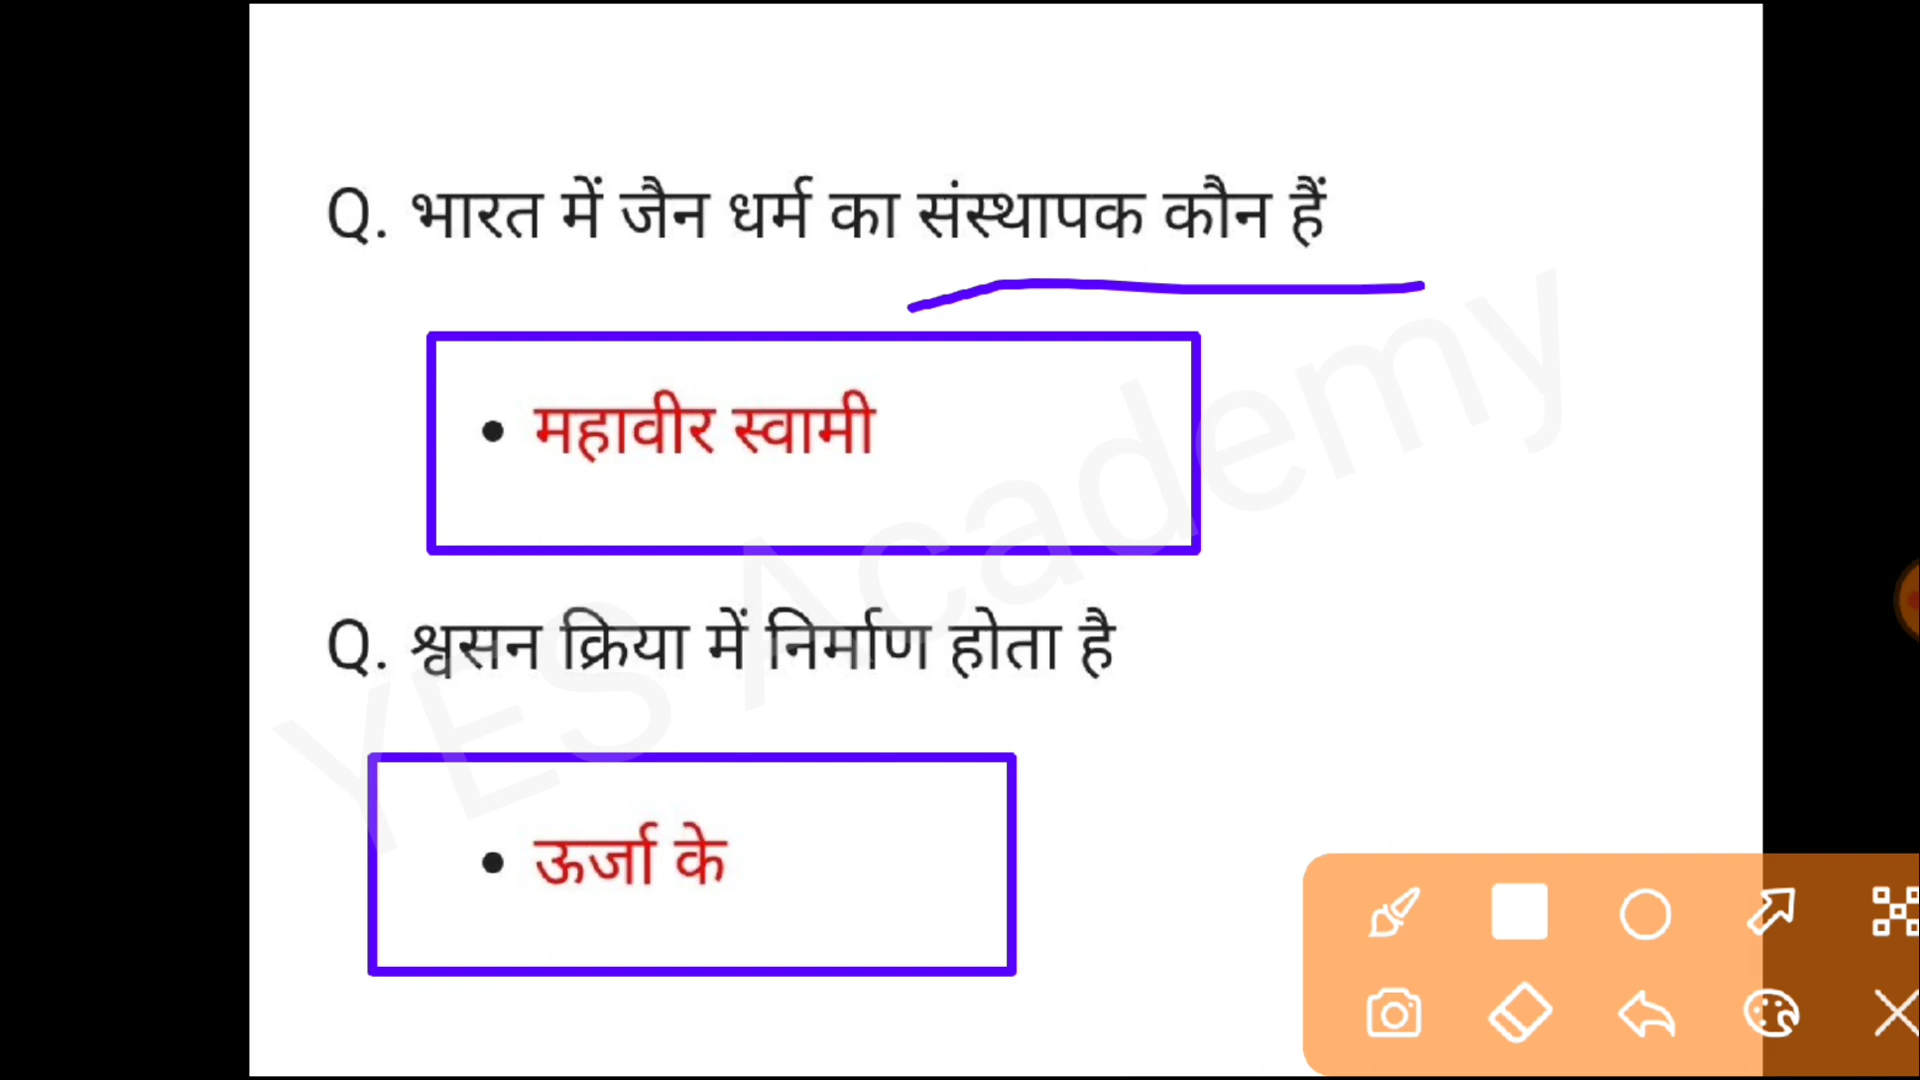 Q. भारत में जैन धर्म का संस्थापक कौन हैं
• महावीर स्वामी
YES Academy
Q. श्वसन क्रिया में निर्माण होता है
• ऊर्जा के